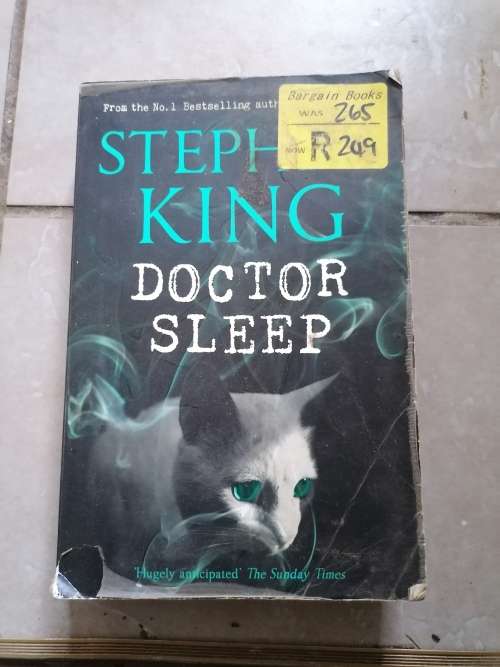 From the No.1 Bestselling auth
Bargain Books
WAS 265
NOW R 249
STEPH
KING
DOCTOR
SLEEP
'Hugely anticipated' The Sunday Times